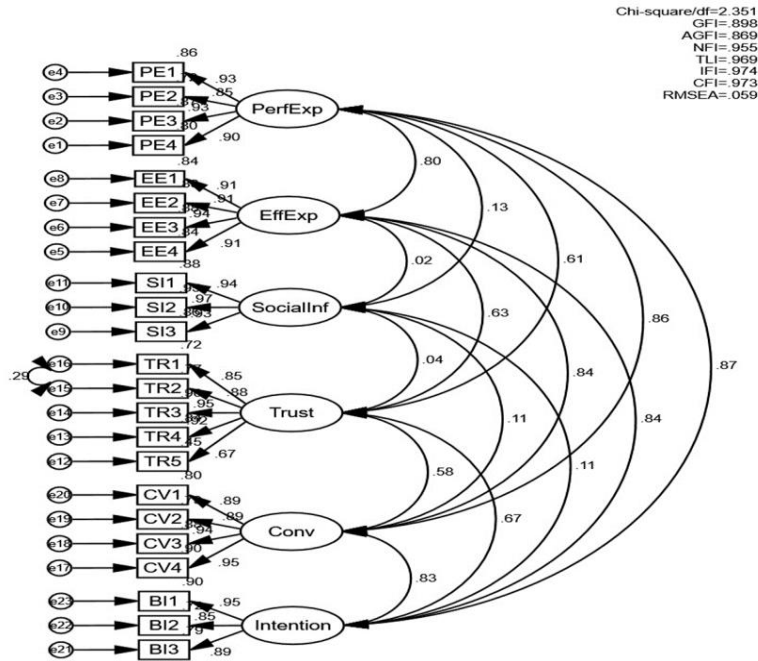 Chi-square/df=2.351
GFI=.898
AGFI=.869
NFI=.955
TLI=.969
IFI=.974
CFI=.973
RMSEA=.059
.86
e4 PE1 .93
e3 PE2 .85 PerfExp
e2 PE3 .93
.80
e1 PE4 .90
.80
.84
e8 EE1 .91
.13
e7 EE2 .91 EffExp
e6 EE3 .94
.84
e5 EE4 .91
.02 .61
.88
e11 SI1 .94
e10 SI2 .97 SocialInf
e9 SI3 .93
.63 .86
.72
e16 TR1 .85
.04 .87
.29 e15 TR2 .88
.84
e14 TR3 .95 Trust
e13 TR4 .92
.11 .84
.45
e12 TR5 .67
.58 .11
.80
e20 CV1 .89
e19 CV2 .89 Conv
.67
e18 CV3 .94
.90
e17 CV4 .95
.83
.90
e23 BI1 .95
e22 BI2 .85 Intention
.79
e21 BI3 .89